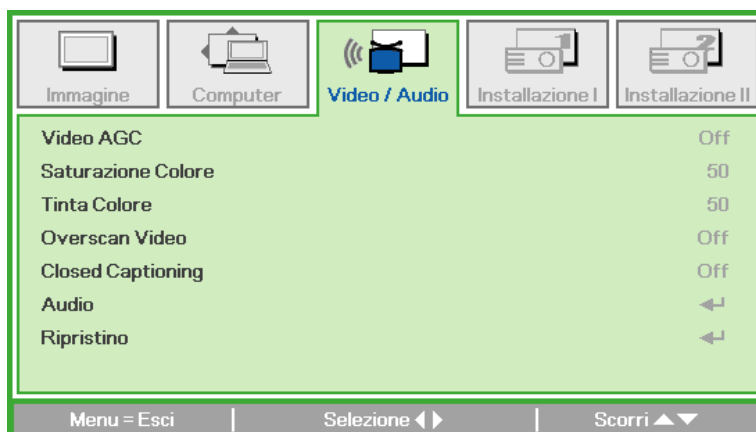 Immagine
Computer
Video / Audio
Installazione I
Installazione II
Video AGC Off
Saturazione Colore 50
Tinta Colore 50
Overscan Video Off
Closed Captioning Off
Audio
Ripristino
Menu = Esci Selezione Scorri